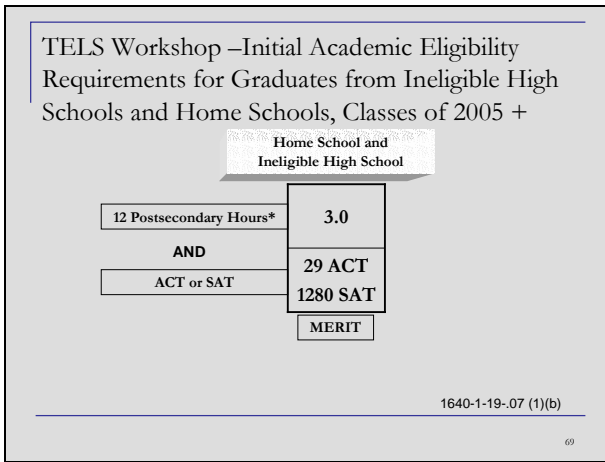 TELS Workshop –Initial Academic Eligibility
Requirements for Graduates from Ineligible High
Schools and Home Schools, Classes of 2005 +
Home School and
Ineligible High School
12 Postsecondary Hours*
3.0
AND
ACT or SAT
29 ACT
1280 SAT
MERIT
1640-1-19-.07 (1)(b)
69